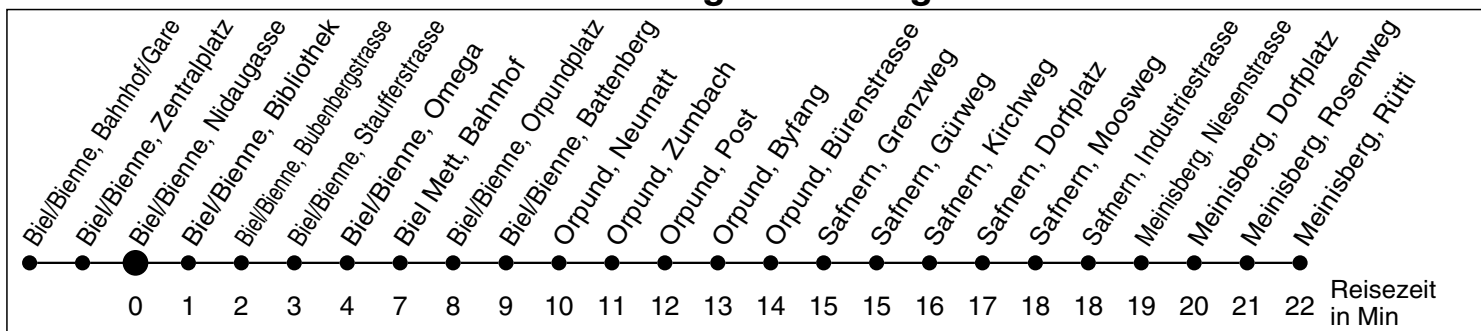 Biel/Bienne, Bahnhof/Gare
Biel/Bienne, Zentralplatz
Biel/Bienne, Nidaugasse
Biel/Bienne, Bibliothek
Biel/Bienne, Bubenbergstrasse
Biel/Bienne, Staufferstrasse
Biel/Bienne, Omega
Biel Mett, Bahnhof
Biel/Bienne, Orpundplatz
Biel/Bienne, Battenberg
Orpund, Neumatt
Orpund, Zumbach
Orpund, Post
Orpund, Byfang
Orpund, Bürenstrasse
Safnern, Grenzweg
Safnern, Gürweg
Safnern, Kirchweg
Safnern, Dorfplatz
Safnern, Moosweg
Safnern, Industriestrasse
Meinisberg, Niesenstrasse
Meinisberg, Dorfplatz
Meinisberg, Rosenweg
Meinisberg, Rütti
0 1 2 3 4 7 8 9 10 11 12 13 14 15 15 16 17 18 18 19 20 21 22 Reisezeit
in Min